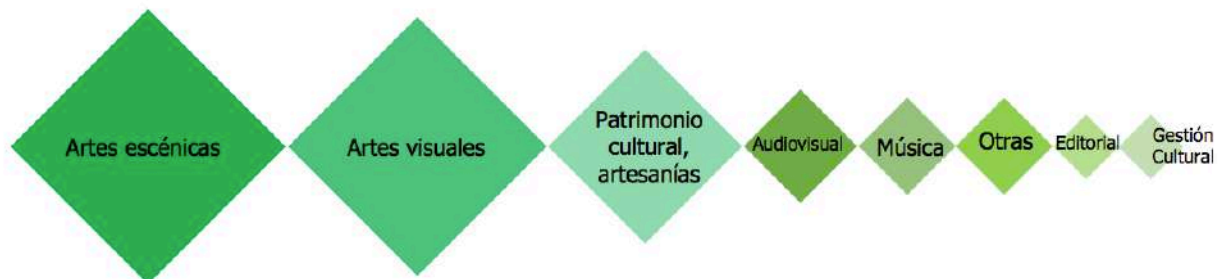 Artes escénicas
Artes visuales
Patrimonio
cultural,
artesanías
Audiovisual
Música
Otras
Editorial
Gestión
Cultural